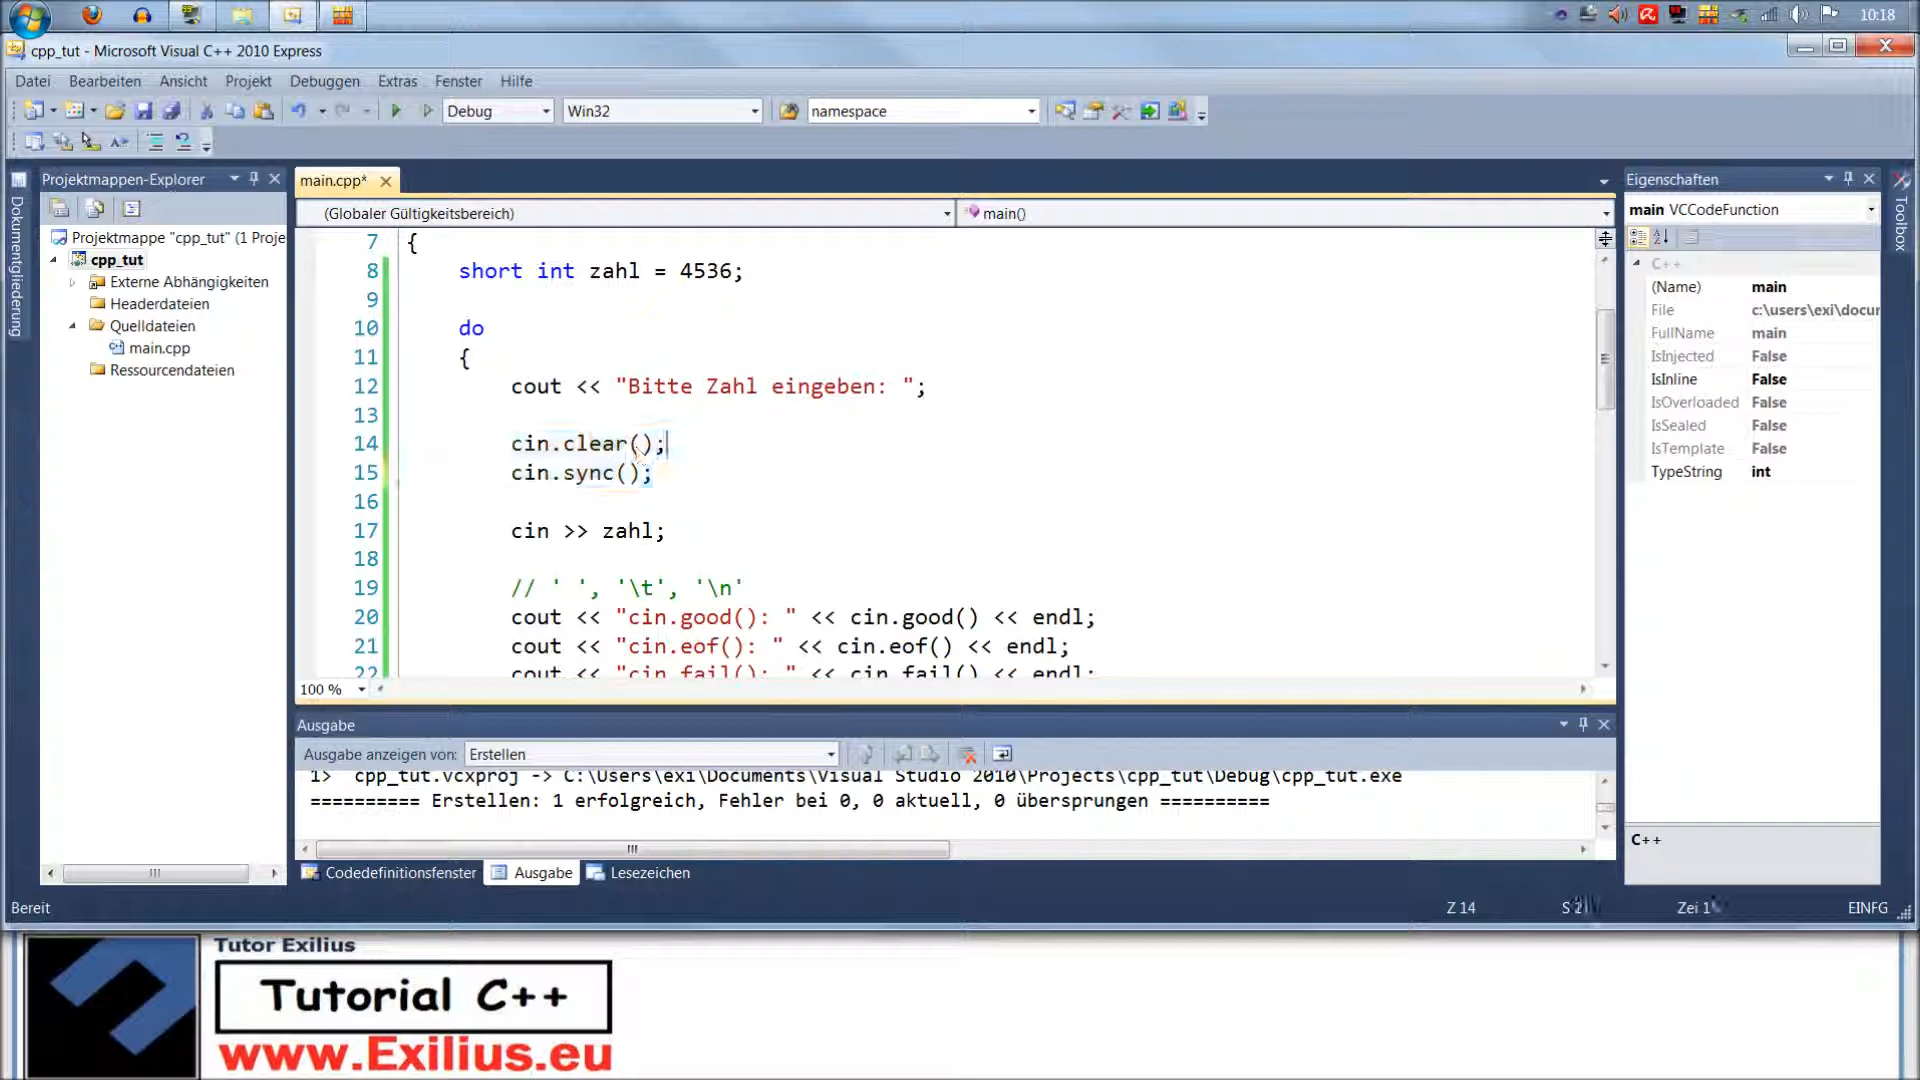 10:18
cpp_tut - Microsoft Visual C++ 2010 Express
Datei Bearbeiten Ansicht Projekt Debuggen Extras Fenster Hilfe
Debug Win32 namespace
Dokumentgliederung
Projektmappen-Explorer
Projektmappe "cpp_tut" (1 Proje
cpp_tut
Externe Abhängigkeiten
Headerdateien
Quelldateien
main.cpp
Ressourcendateien
main.cpp*
(Globaler Gültigkeitsbereich) main()
7 {
8 short int zahl = 4536;
9
10 do
11 {
12 cout << "Bitte Zahl eingeben: ";
13
14 cin.clear();
15 cin.sync();
16
17 cin >> zahl;
18
19 // ' ', '\t', '\n'
20 cout << "cin.good(): " << cin.good() << endl;
21 cout << "cin.eof(): " << cin.eof() << endl;
22 cout << "cin.fail(): " << cin.fail() << endl;
100 %
Ausgabe
Ausgabe anzeigen von: Erstellen
1> cpp_tut.vcxproj -> C:\Users\exi\Documents\Visual Studio 2010\Projects\cpp_tut\Debug\cpp_tut.exe
========== Erstellen: 1 erfolgreich, Fehler bei 0, 0 aktuell, 0 übersprungen ==========
Codedefinitionsfenster Ausgabe Lesezeichen
Eigenschaften
main VCCodeFunction
C++
(Name) main
File c:\users\exi\docur
FullName main
IsInjected False
IsInline False
IsOverloaded False
IsSealed False
IsTemplate False
TypeString int
C++
Toolbox
Bereit Z 14 EINFG
Tutor Exilius
Tutorial C++
www.Exilius.eu